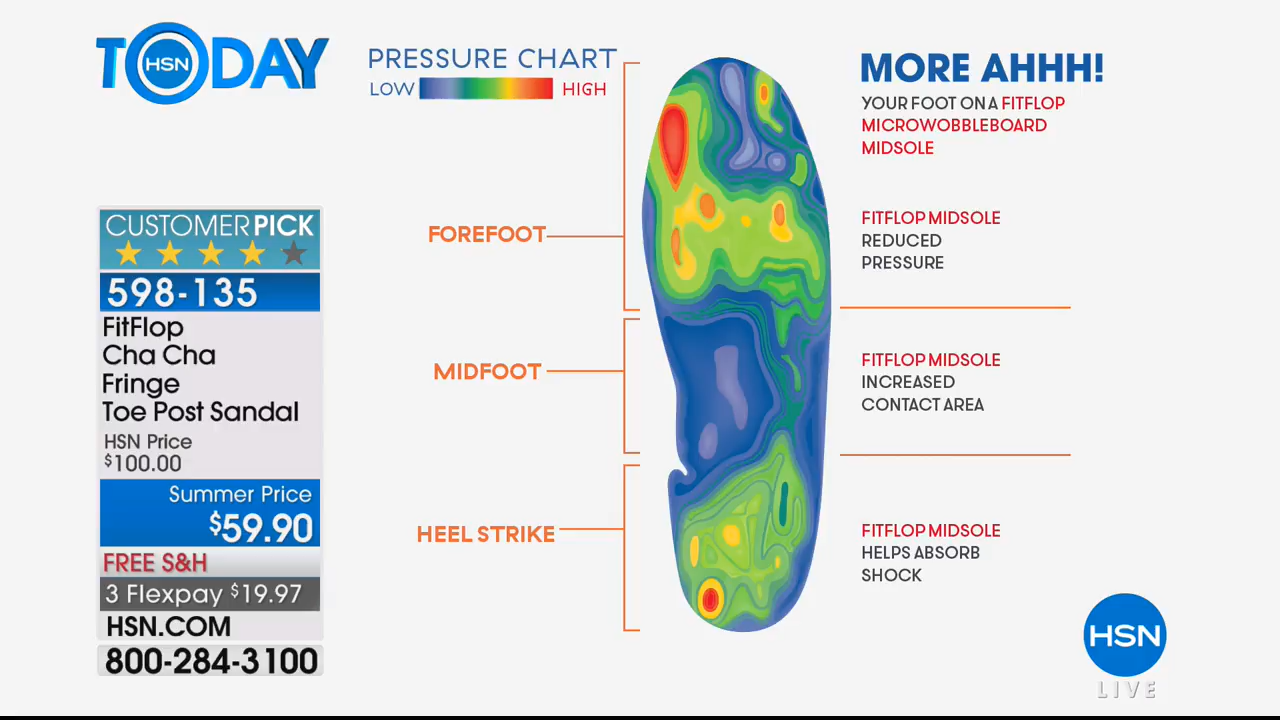 TODAY
HSN
CUSTOMER PICK
598-135
FitFlop
Cha Cha
Fringe
Toe Post Sandal
HSN Price
$100.00
Summer Price
$59.90
FREE S&H
3 Flexpay $19.97
HSN.COM
800-284-3100
PRESSURE CHART
LOW HIGH
FOREFOOT
MIDFOOT
HEEL STRIKE
MORE AHHH!
YOUR FOOT ON A FITFLOP
MICROWOBBLEBOARD
MIDSOLE
FITFLOP MIDSOLE
REDUCED
PRESSURE
FITFLOP MIDSOLE
INCREASED
CONTACT AREA
FITFLOP MIDSOLE
HELPS ABSORB
SHOCK
HSN
LIVE